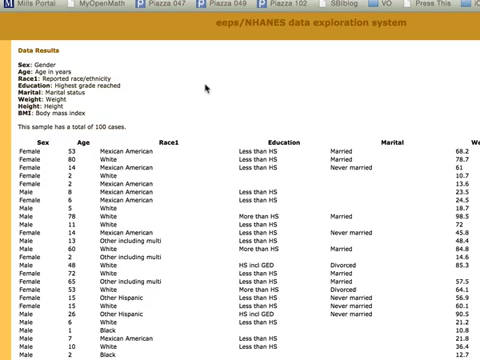 Mills Portal MyOpenMath Piazza 047 Piazza 049 Piazza 102 SBIblog VO Press This
eeps/NHANES data exploration system
Data Results
Sex: Gender
Age: Age in years
Race1: Reported race/ethnicity
Education: Highest grade reached
Marital: Marital status
Weight: Weight
Height: Height
BMI: Body mass index
This sample has a total of 100 cases.
Sex Age Race1 Education Marital We
Female 53 Mexican American Less than HS Married 68.2
Female 80 White Less than HS Married 78.7
Female 14 Mexican American Less than HS Never married 61
Female 2 White 10.7
Female 2 Mexican American 13.6
Male 8 Mexican American Less than HS 23.5
Female 6 Mexican American Less than HS 24.5
Male 5 White 18.7
Male 78 White More than HS Married 98.5
Male 11 White Less than HS 72
Female 14 Mexican American Less than HS Never married 45.8
Male 13 Other including multi Less than HS 48.4
Male 60 White More than HS Married 84.8
Female 2 Other including multi 14.6
Male 48 White HS incl GED Divorced 85.3
Female 72 White Less than HS Married
Female 65 Other including multi Less than HS Married 57.5
Female 53 White More than HS Divorced 64.1
Female 15 Other Hispanic Less than HS Never married 56.9
Female 15 White Less than HS Never married 60.1
Male 26 Other Hispanic HS incl GED Never married 90.5
Male 6 White Less than HS 21.2
Male 1 Black 10.8
Male 7 Mexican American Less than HS 21.8
Male 10 White Less than HS 36.4
Male 2 Black 12.7